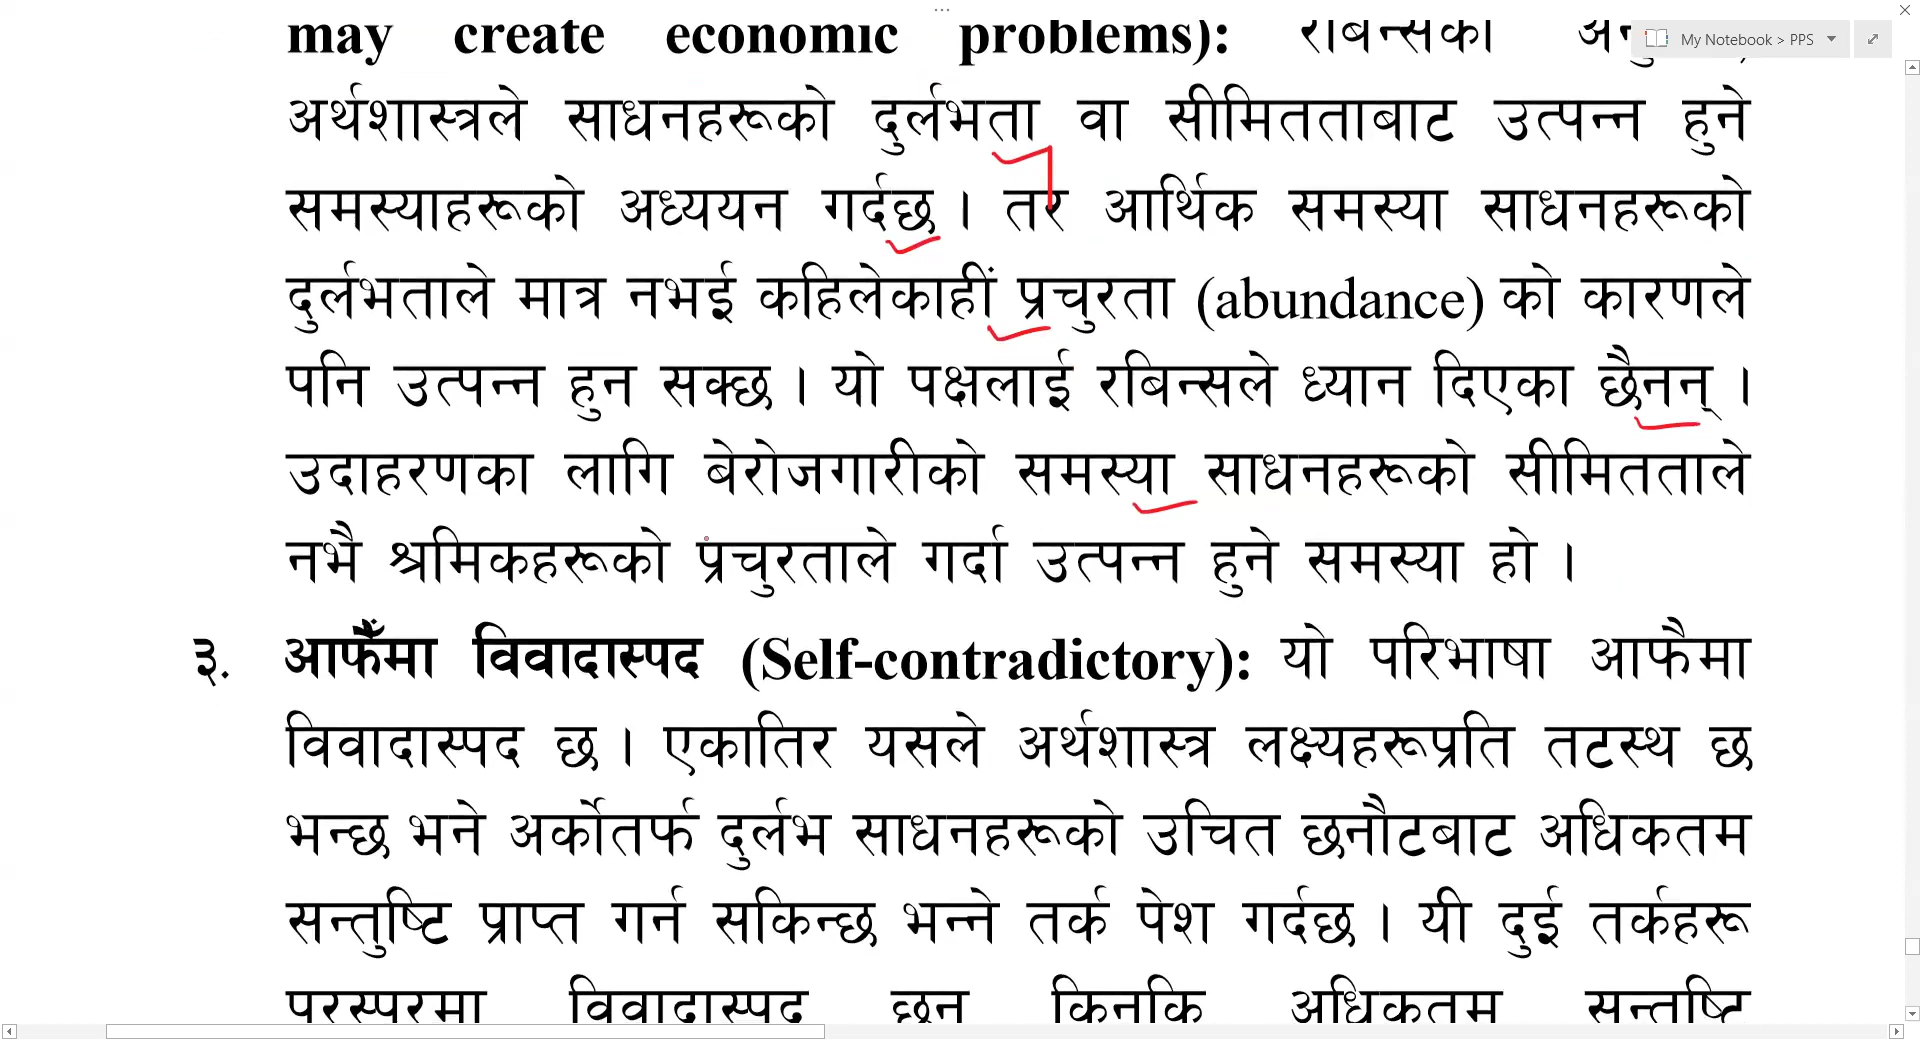 My Notebook > PPS
may create economic problems):
अर्थशास्त्रले साधनहरूको दुर्लभता वा सीमितताबाट उत्पन्न हुने
समस्याहरूको अध्ययन गर्दछ । तर आर्थिक समस्या साधनहरूको
दुर्लभताले मात्र नभई कहिलेकाहीं प्रचुरता (abundance) को कारणले
पनि उत्पन्न हुन सक्छ । यो पक्षलाई रबिन्सले ध्यान दिएका छैनन् ।
उदाहरणका लागि बेरोजगारीको समस्या साधनहरूको सीमितताले
नभै श्रमिकहरूको प्रचुरताले गर्दा उत्पन्न हुने समस्या हो ।
३. आफैँमा विवादास्पद (Self-contradictory): यो परिभाषा आफैमा
विवादास्पद छ । एकातिर यसले अर्थशास्त्र लक्ष्यहरूप्रति तटस्थ छ
भन्छ भने अर्कोतर्फ दुर्लभ साधनहरूको उचित छनौटबाट अधिकतम
सन्तुष्टि प्राप्त गर्न सकिन्छ भन्ने तर्क पेश गर्दछ । यी दुई तर्कहरू
परस्परमा विवादास्पद छन् किनकि अधिकतम सन्तुष्टि